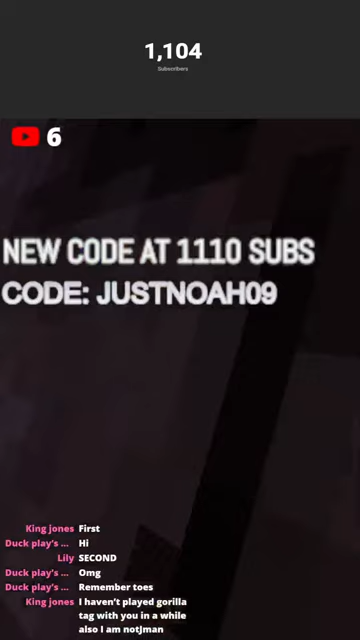 1,104
Subscribers
6
NEW CODE AT 1110 SUBS
CODE: JUSTNOAH09
King jones First
Duck play's ... Hi
Lily SECOND
Duck play's ... Omg
Duck play's ... Remember toes
King jones I haven't played gorilla
tag with you in a while
also I am notJman